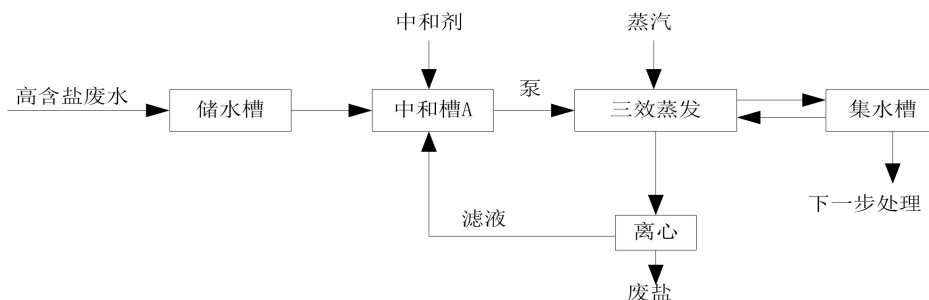 中和剂
蒸汽
高含盐废水
储水槽
中和槽A
泵
三效蒸发
集水槽
下一步处理
滤液
离心
废盐